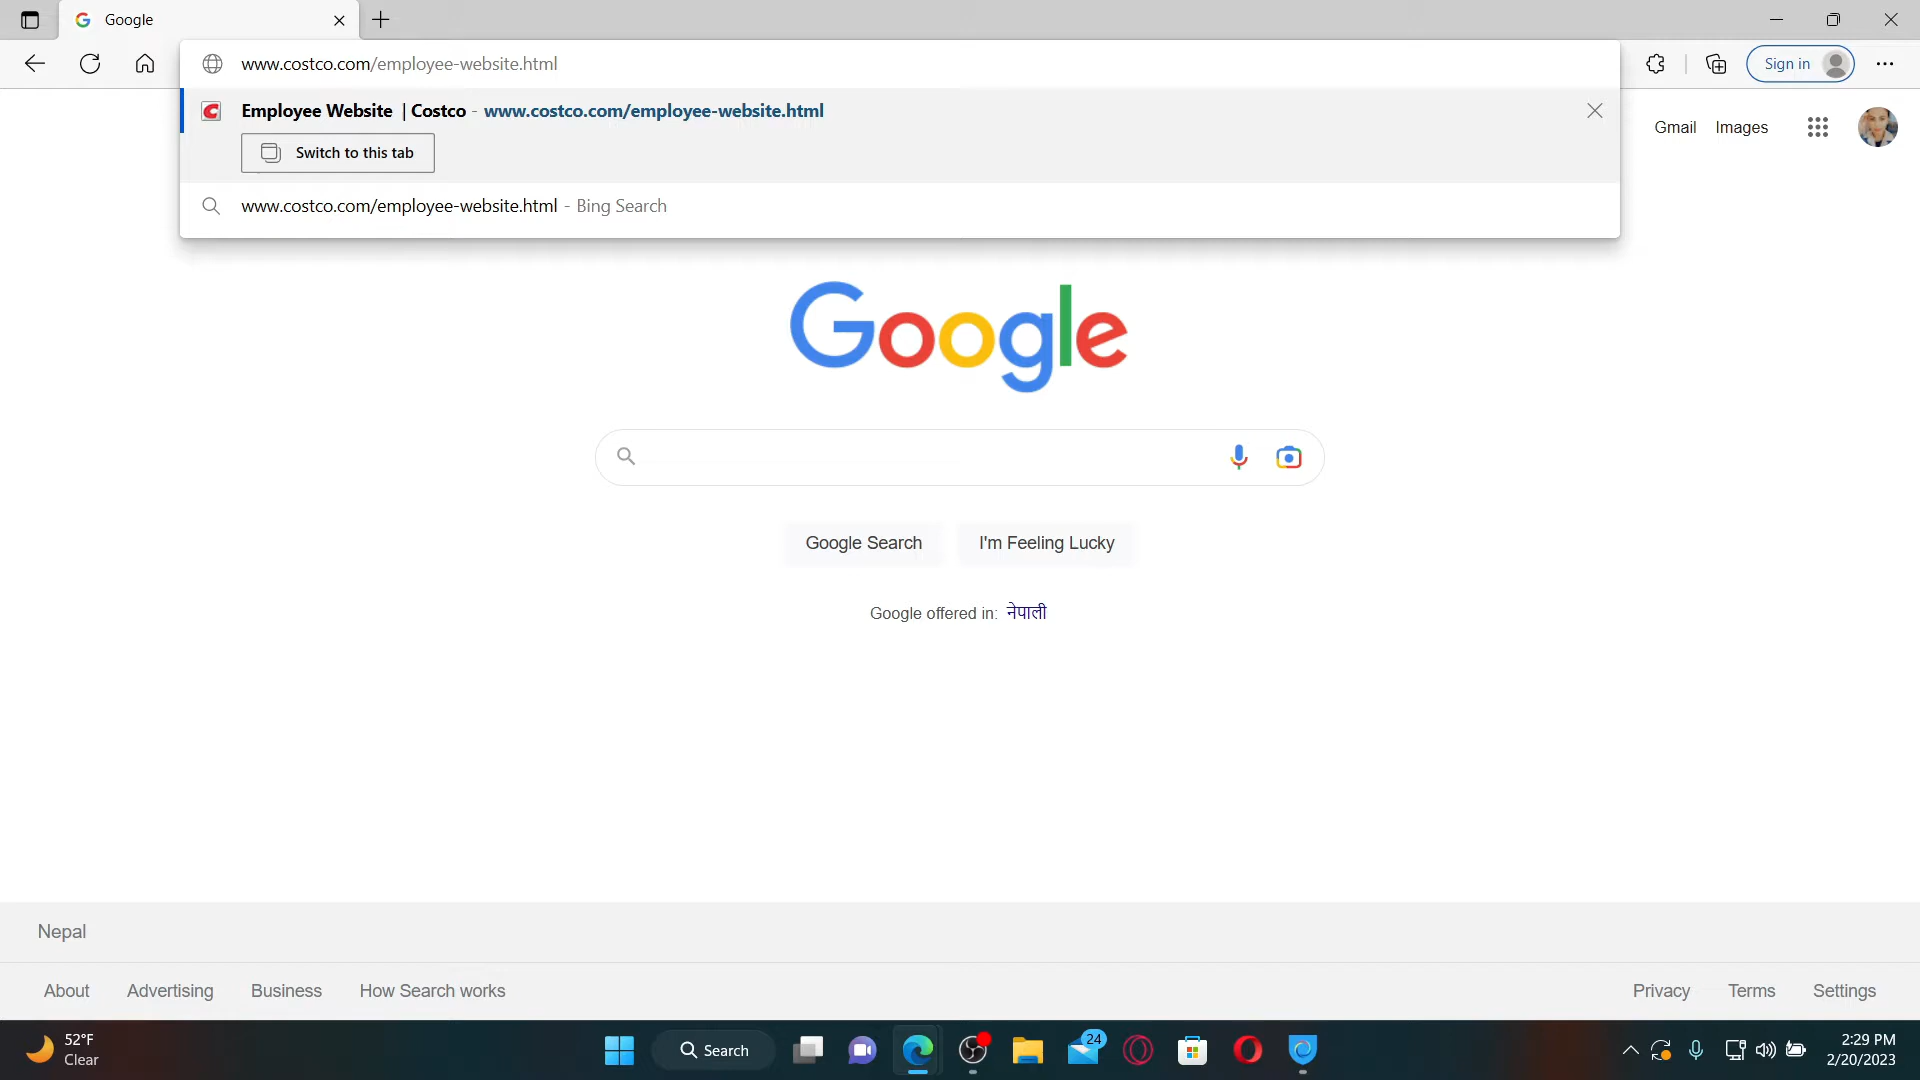 Google
www.costco.com/employee-website.html
Sign in
Employee Website | Costco - www.costco.com/employee-website.html
Switch to this tab
www.costco.com/employee-website.html - Bing Search
Gmail Images
Google
Google Search I'm Feeling Lucky
Google offered in: नेपाली
Nepal
About Advertising Business How Search works Privacy Terms Settings
52°F
Clear
Search
24
2:29 PM
2/20/2023